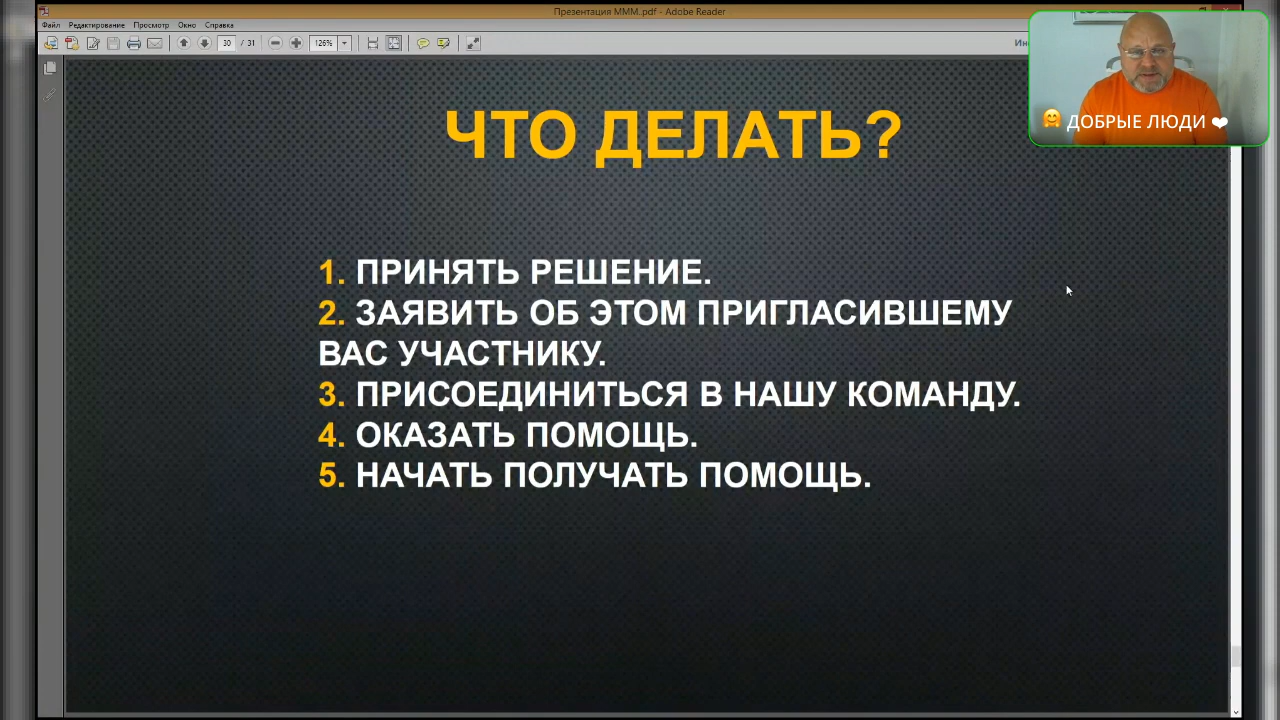 Презентация МММ.pdf - Adobe Reader
Файл Редактирование Просмотр Окно Справка
30 / 31 126%
ДОБРЫЕ ЛЮДИ
ЧТО ДЕЛАТЬ?
1. ПРИНЯТЬ РЕШЕНИЕ.
2. ЗАЯВИТЬ ОБ ЭТОМ ПРИГЛАСИВШЕМУ
ВАС УЧАСТНИКУ.
3. ПРИСОЕДИНИТЬСЯ В НАШУ КОМАНДУ.
4. ОКАЗАТЬ ПОМОЩЬ.
5. НАЧАТЬ ПОЛУЧАТЬ ПОМОЩЬ.